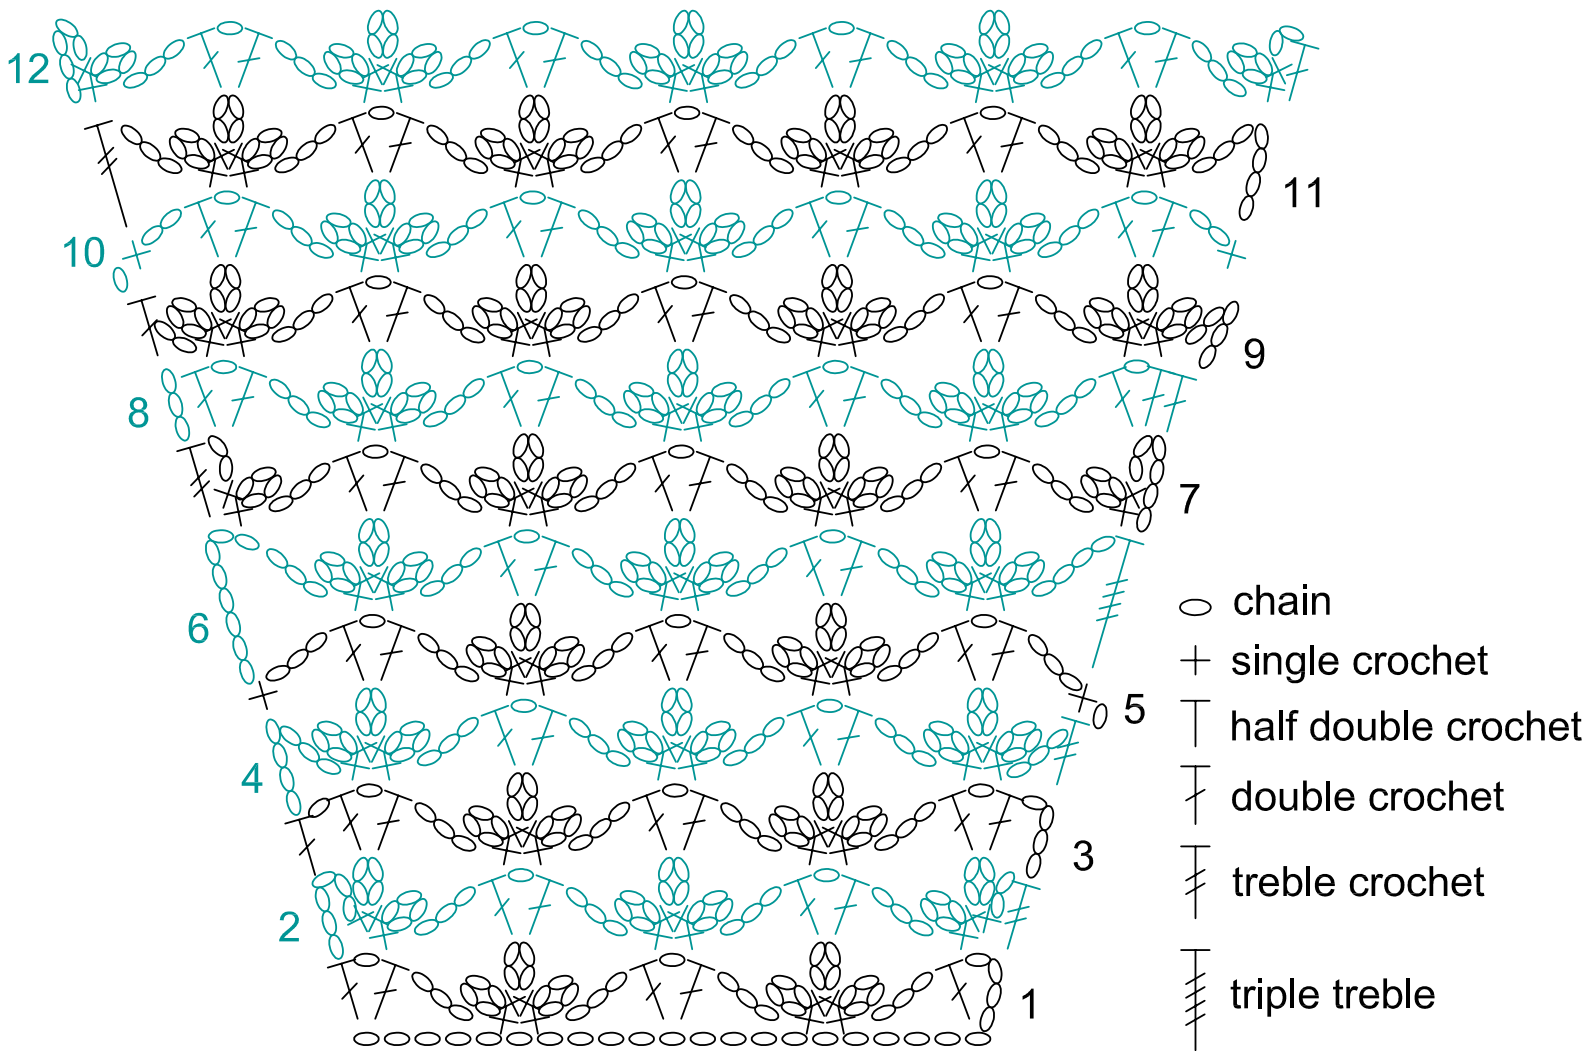 12
11
10
9
8
7
6
5
4
3
2
1
chain
single crochet
half double crochet
double crochet
treble crochet
triple treble